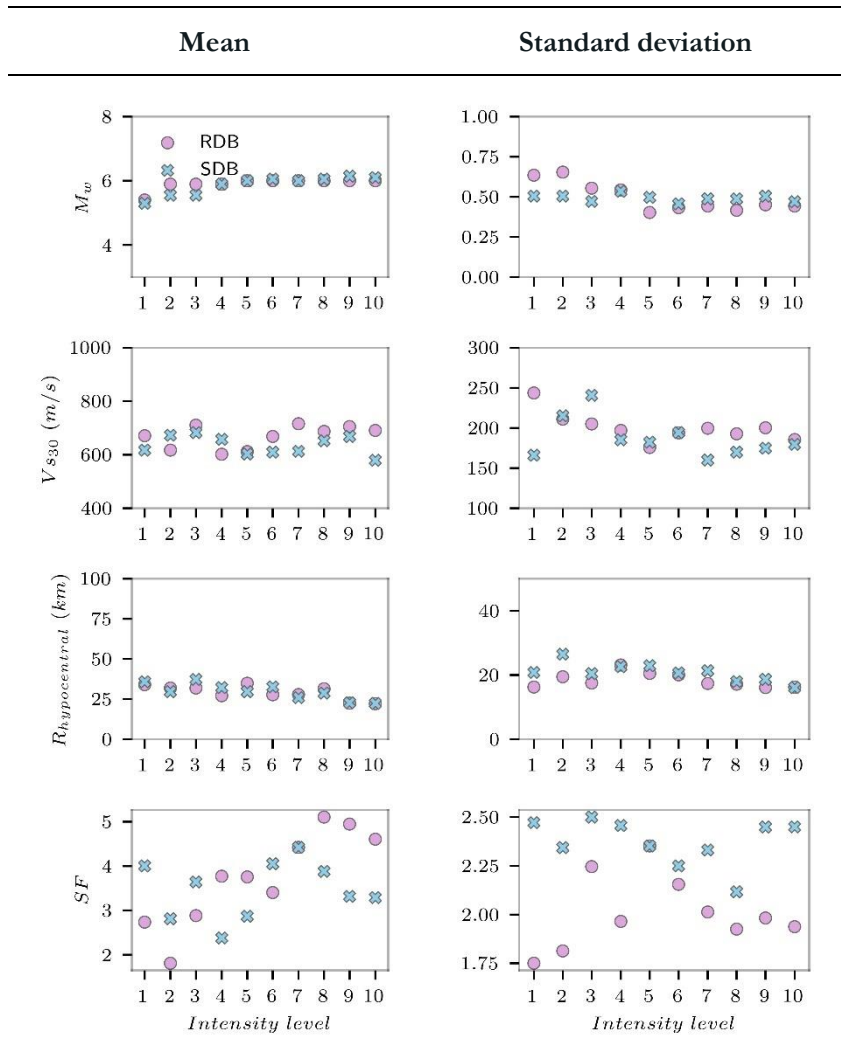 Mean Standard deviation
8
6
4
M_w
RDB
SDB
1 2 3 4 5 6 7 8 9 10
1.00
0.75
0.50
0.25
0.00
1 2 3 4 5 6 7 8 9 10
1000
800
600
400
Vs_{30} (m/s)
1 2 3 4 5 6 7 8 9 10
300
250
200
150
100
1 2 3 4 5 6 7 8 9 10
100
75
50
25
0
R_{hypocentral} (km)
1 2 3 4 5 6 7 8 9 10
40
20
0
1 2 3 4 5 6 7 8 9 10
5
4
3
2
SF
1 2 3 4 5 6 7 8 9 10
Intensity level
2.50
2.25
2.00
1.75
1 2 3 4 5 6 7 8 9 10
Intensity level